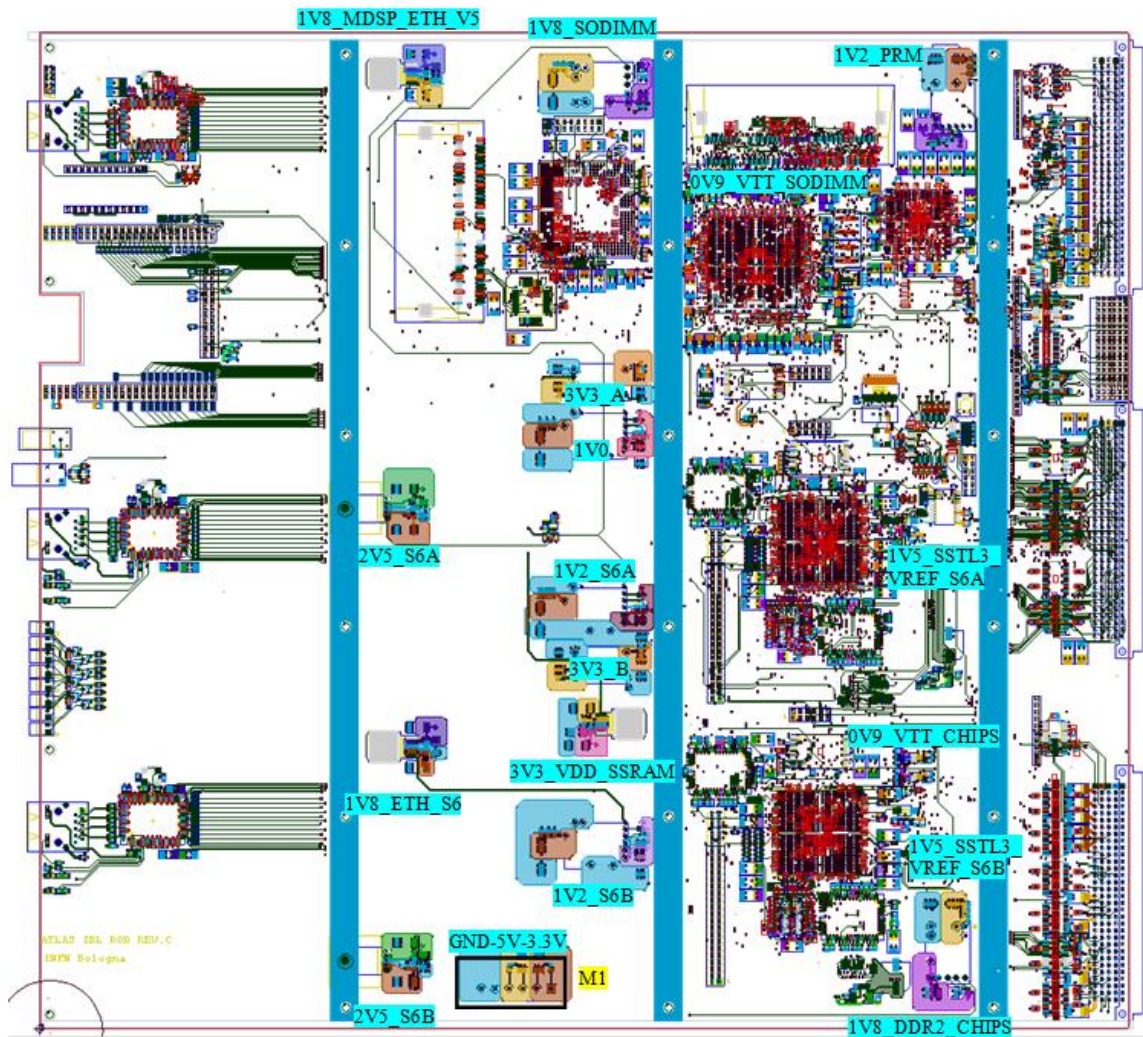 1V8_MDSP_ETH_V5
1V8_SODIMM
1V2_PRM
0V9_VTT_SODIMM
3V3_A
1V0
2V5_S6A
1V5_SSTL3_
VREF_S6A
1V2_S6A
3V3_B
0V9_VTT_CHIPS
3V3_VDD_SSRAM
1V8_ETH_S6
1V5_SSTL3_
VREF_S6B
1V2_S6B
ATLAS IBL ROD REV.C
INFN Bologna
GND-5V-3.3V
M1
2V5_S6B
1V8_DDR2_CHIPS